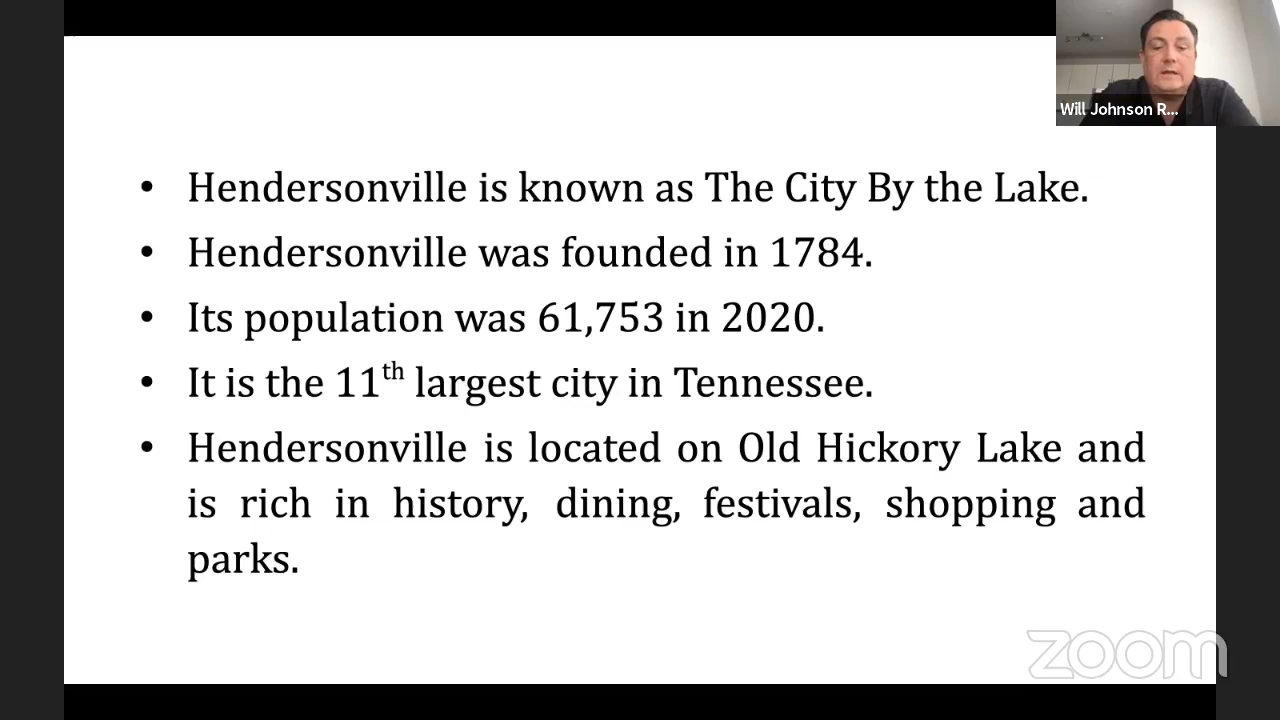 Will Johnson R...
• Hendersonville is known as The City By the Lake.
• Hendersonville was founded in 1784.
• Its population was 61,753 in 2020.
• It is the 11th largest city in Tennessee.
• Hendersonville is located on Old Hickory Lake and
is rich in history, dining, festivals, shopping and
parks.
zoom